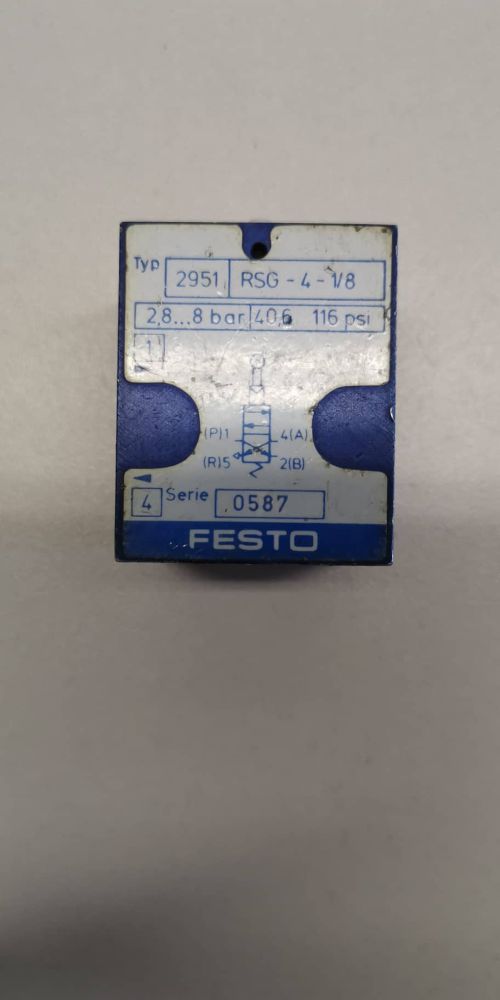 Typ 2951 RSG - 4 - 1/8
2,8...8 bar 40,6 116 psi
1
(P)1 4(A)
(R)5 2(B)
4 Serie 0587
FESTO